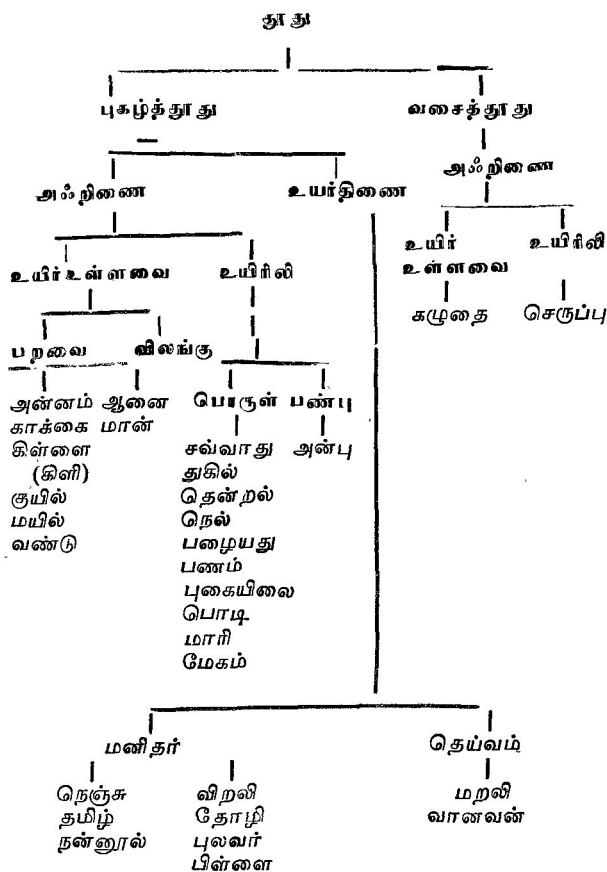 தூது
புகழ்த்தூது வசைத்தூது
அஃறிணை உயர்திணை அஃறிணை
உயிர் உள்ளவை உயிரிலி உயிர் உயிரிலி
உள்ளவை
கழுதை செருப்பு
பறவை விலங்கு
அன்னம் ஆனை பொருள் பண்பு
காக்கை மான்
கிள்ளை சவ்வாது அன்பு
(கிளி) துகில்
குயில் தென்றல்
மயில் நெல்
வண்டு பழையது
பணம்
புகையிலை
பொடி
மாரி
மேகம்
மனிதர் தெய்வம்
நெஞ்சு விறலி மறலி
தமிழ் தோழி வானவன்
நன்னூல் புலவர்
பிள்ளை